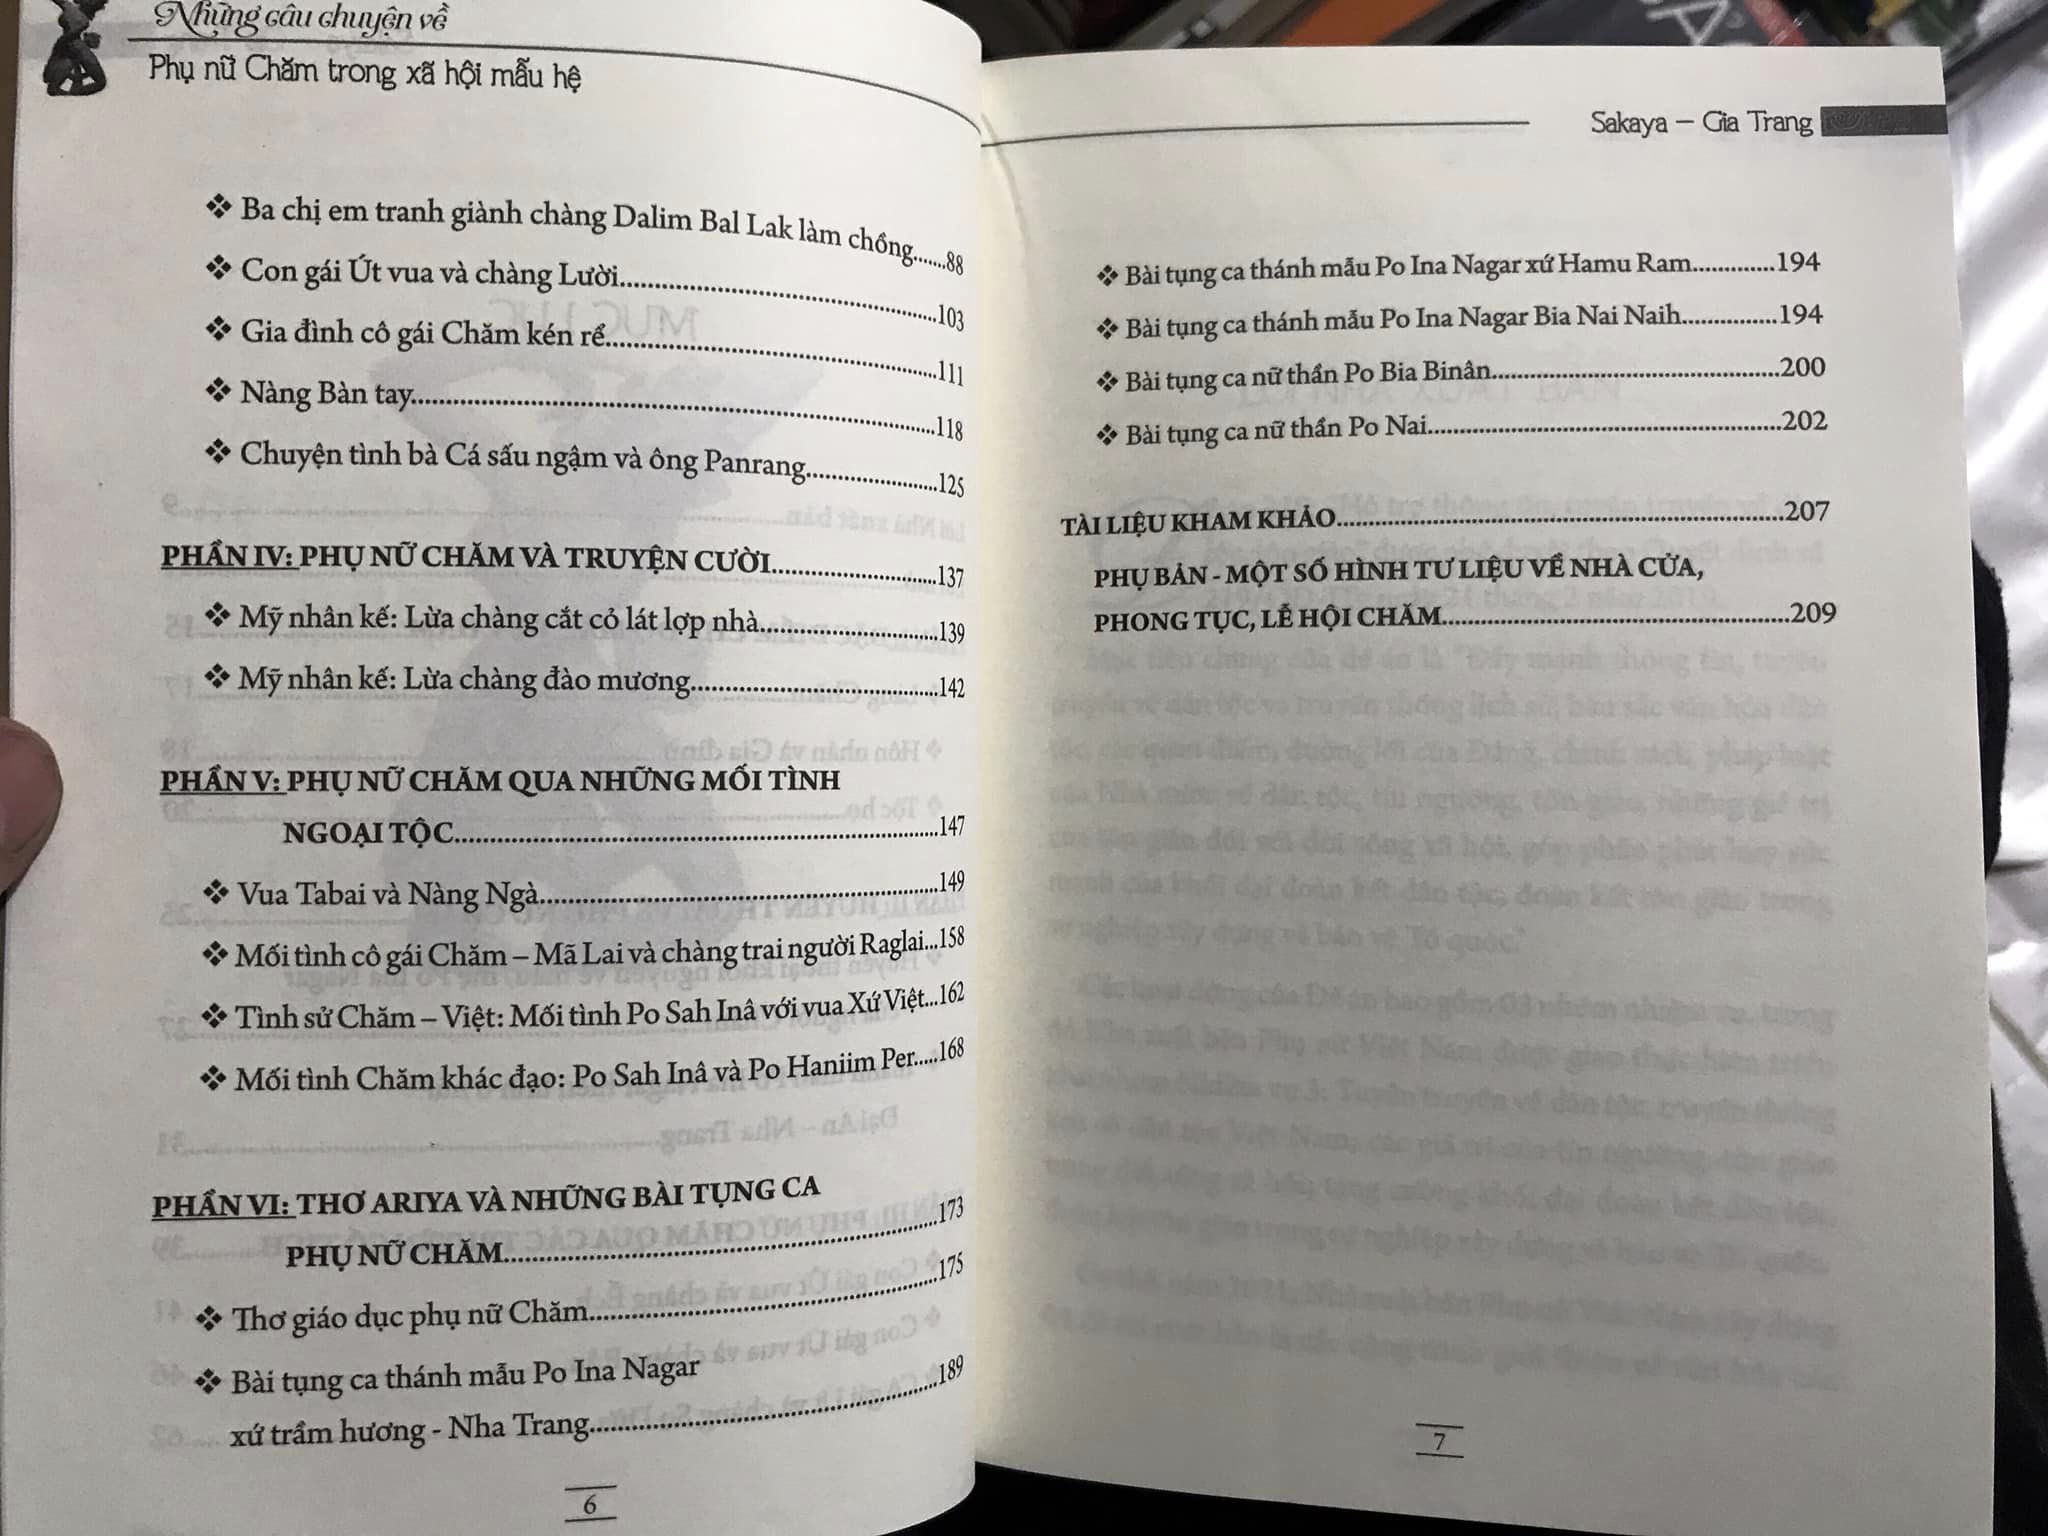 Những câu chuyện về
Phụ nữ Chăm trong xã hội mẫu hệ
❖ Ba chị em tranh giành chàng Dalim Bal Lak làm chồng.......88
❖ Con gái Út vua và chàng Lười..........103
❖ Gia đình cô gái Chăm kén rể..........111
❖ Nàng Bàn tay..........118
❖ Chuyện tình bà Cá sấu ngậm và ông Panrang..........125
PHẦN IV: PHỤ NỮ CHĂM VÀ TRUYỆN CƯỜI..........137
❖ Mỹ nhân kế: Lừa chàng cắt cỏ lát lợp nhà..........139
❖ Mỹ nhân kế: Lừa chàng đào mương..........142
PHẦN V: PHỤ NỮ CHĂM QUA NHỮNG MỐI TÌNH
NGOẠI TỘC..........147
❖ Vua Tabai và Nàng Ngà..........149
❖ Mối tình cô gái Chăm – Mã Lai và chàng trai người Raglai...158
❖ Tình sử Chăm – Việt: Mối tình Po Sah Inâ với vua Xứ Việt...162
❖ Mối tình Chăm khác đạo: Po Sah Inâ và Po Haniim Per.....168
PHẦN VI: THƠ ARIYA VÀ NHỮNG BÀI TỤNG CA
PHỤ NỮ CHĂM..........173
❖ Thơ giáo dục phụ nữ Chăm..........175
❖ Bài tụng ca thánh mẫu Po Ina Nagar
xứ trầm hương - Nha Trang..........189
6
Sakaya – Gia Trang
❖ Bài tụng ca thánh mẫu Po Ina Nagar xứ Hamu Ram.............194
❖ Bài tụng ca thánh mẫu Po Ina Nagar Bia Nai Naih...............194
❖ Bài tụng ca nữ thần Po Bia Binân..........200
❖ Bài tụng ca nữ thần Po Nai..........202
TÀI LIỆU KHAM KHẢO..........207
PHỤ BẢN - MỘT SỐ HÌNH TƯ LIỆU VỀ NHÀ CỬA,
PHONG TỤC, LỄ HỘI CHĂM..........209
7